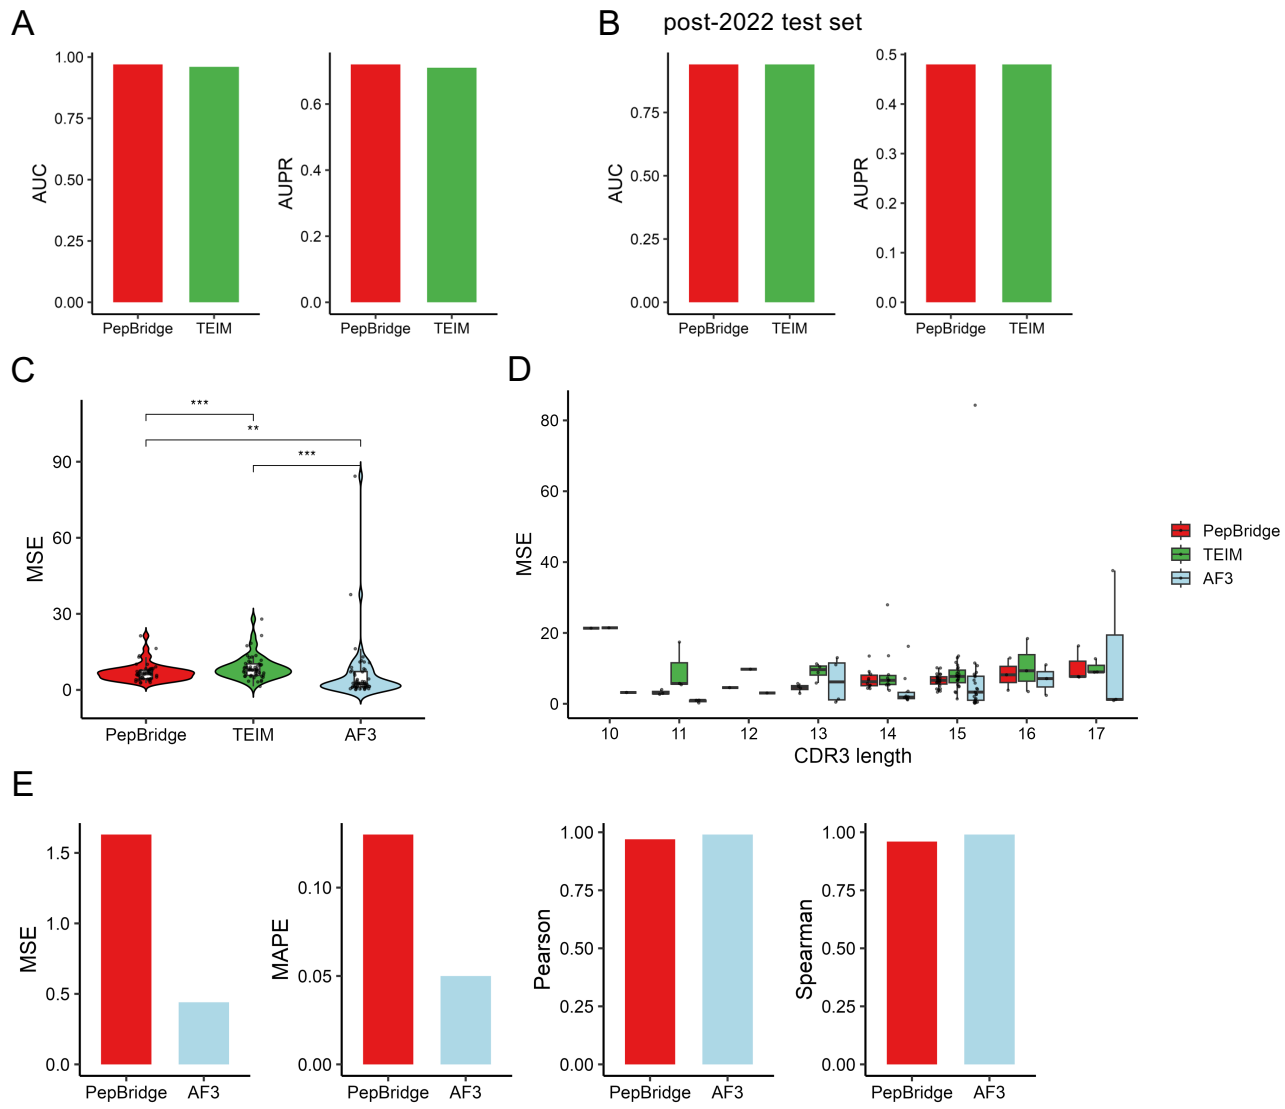 A
AUC
1.00
0.75
0.50
0.25
0.00
PepBridge TEIM
AUPR
0.6
0.4
0.2
0.0
PepBridge TEIM
B post-2022 test set
AUC
0.75
0.50
0.25
0.00
PepBridge TEIM
AUPR
0.5
0.4
0.3
0.2
0.1
0.0
PepBridge TEIM
C
MSE
90
60
30
0
***
**
***
PepBridge TEIM AF3
D
MSE
80
60
40
20
0
10 11 12 13 14 15 16 17
CDR3 length
PepBridge
TEIM
AF3
E
MSE
1.5
1.0
0.5
0.0
PepBridge AF3
MAPE
0.10
0.05
0.00
PepBridge AF3
Pearson
1.00
0.75
0.50
0.25
0.00
PepBridge AF3
Spearman
1.00
0.75
0.50
0.25
0.00
PepBridge AF3